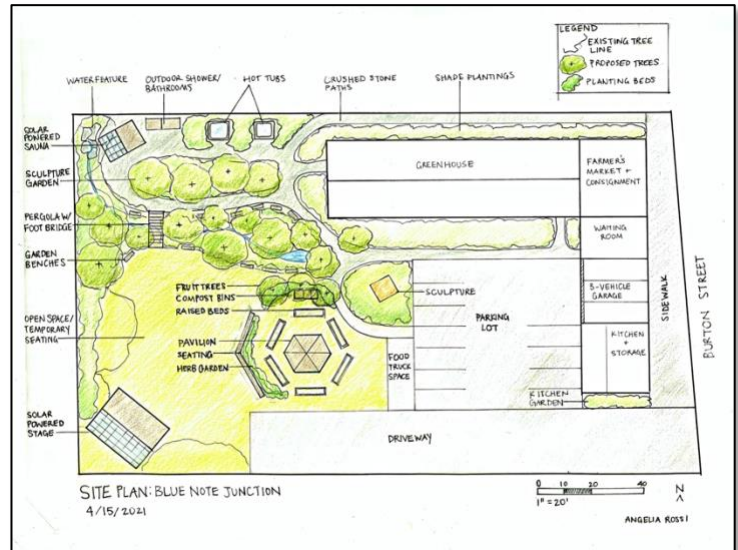 LEGEND
EXISTING TREE
LINE
PROPOSED TREES
PLANTING BEDS
WATER FEATURE
OUTDOOR SHOWER/
BATHROOMS
HOT TUBS
CRUSHED STONE
PATHS
SHADE PLANTINGS
SOLAR
POWERED
SAUNA
SCULPTURE
GARDEN
PERGOLA W/
FOOT BRIDGE
GARDEN
BENCHES
OPEN SPACE/
TEMPORARY
SEATING
SOLAR
POWERED
STAGE
GREENHOUSE
FARMER'S
MARKET +
CONSIGNMENT
WAITING
ROOM
3-VEHICLE
GARAGE
KITCHEN
+
STORAGE
KITCHEN
GARDEN
SIDEWALK
BURTON STREET
FRUIT TREES
COMPOST BINS
RAISED BEDS
PAVILION
SEATING
HERB GARDEN
SCULPTURE
PARKING
LOT
FOOD
TRUCK
SPACE
DRIVEWAY
SITE PLAN: BLUE NOTE JUNCTION
4/15/2021
0 10 20 40
1" = 20'
N
ANGELIA ROSSI